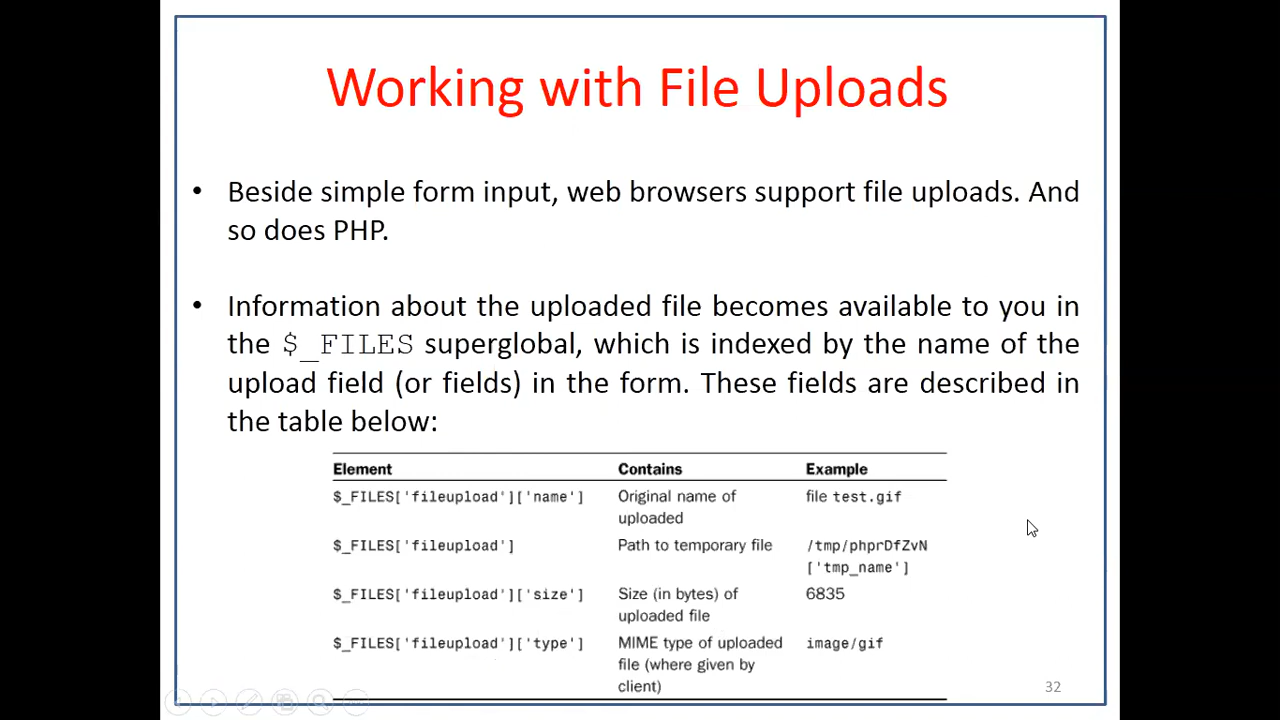 Working with File Uploads
• Beside simple form input, web browsers support file uploads. And
so does PHP.
• Information about the uploaded file becomes available to you in
the $_FILES superglobal, which is indexed by the name of the
upload field (or fields) in the form. These fields are described in
the table below:
Element Contains Example
$_FILES['fileupload']['name'] Original name of file test.gif
uploaded
$_FILES['fileupload'] Path to temporary file /tmp/phprDfZvN
['tmp_name']
$_FILES['fileupload']['size'] Size (in bytes) of 6835
uploaded file
$_FILES['fileupload']['type'] MIME type of uploaded image/gif
file (where given by
client)
32